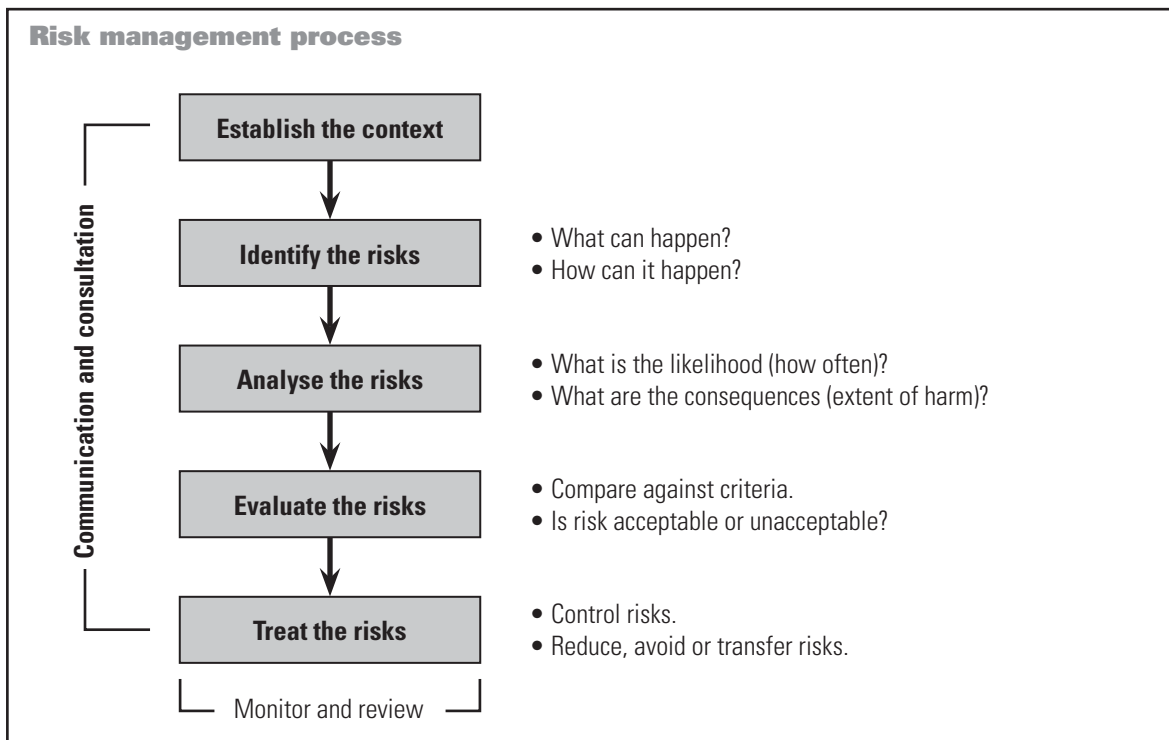 Risk management process
Communication and consultation
Establish the context
Identify the risks
• What can happen?
• How can it happen?
Analyse the risks
• What is the likelihood (how often)?
• What are the consequences (extent of harm)?
Evaluate the risks
• Compare against criteria.
• Is risk acceptable or unacceptable?
Treat the risks
• Control risks.
• Reduce, avoid or transfer risks.
Monitor and review